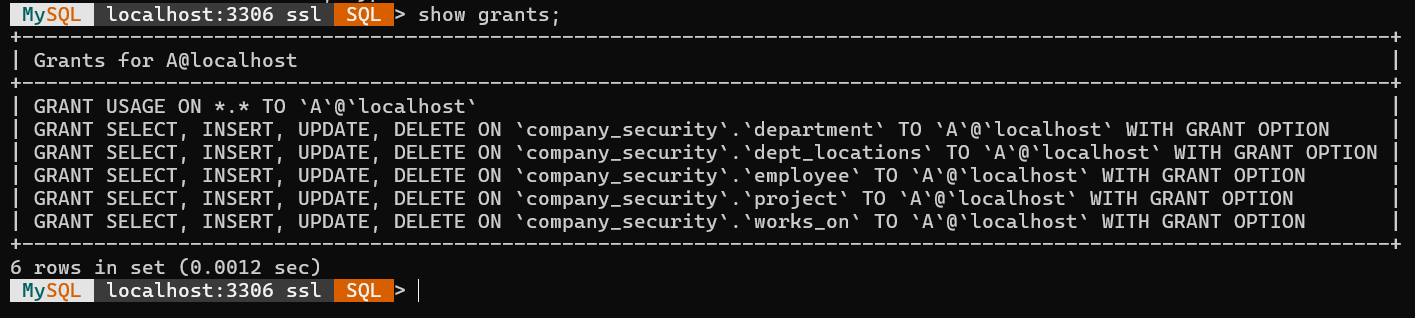 MySQL localhost:3306 ssl SQL > show grants;
+-------------------------------------------------------------------------------------------------------------------+
| Grants for A@localhost |
+-------------------------------------------------------------------------------------------------------------------+
| GRANT USAGE ON *.* TO `A`@`localhost` |
| GRANT SELECT, INSERT, UPDATE, DELETE ON `company_security`.`department` TO `A`@`localhost` WITH GRANT OPTION |
| GRANT SELECT, INSERT, UPDATE, DELETE ON `company_security`.`dept_locations` TO `A`@`localhost` WITH GRANT OPTION |
| GRANT SELECT, INSERT, UPDATE, DELETE ON `company_security`.`employee` TO `A`@`localhost` WITH GRANT OPTION |
| GRANT SELECT, INSERT, UPDATE, DELETE ON `company_security`.`project` TO `A`@`localhost` WITH GRANT OPTION |
| GRANT SELECT, INSERT, UPDATE, DELETE ON `company_security`.`works_on` TO `A`@`localhost` WITH GRANT OPTION |
+-------------------------------------------------------------------------------------------------------------------+
6 rows in set (0.0012 sec)
MySQL localhost:3306 ssl SQL >